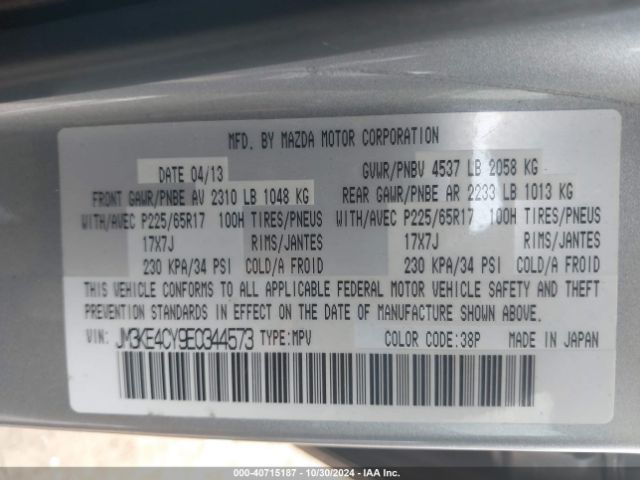 MFD. BY MAZDA MOTOR CORPORATION
DATE 04/13 GVWR/PNBV 4537 LB 2058 KG
FRONT GAWR/PNBE AV 2310 LB 1048 KG REAR GAWR/PNBE AR 2233 LB 1013 KG
WITH/AVEC P225/65R17 100H TIRES/PNEUS WITH/AVEC P225/65R17 100H TIRES/PNEUS
17X7J RIMS/JANTES 17X7J RIMS/JANTES
230 KPA/34 PSI COLD/A FROID 230 KPA/34 PSI COLD/A FROID
THIS VEHICLE CONFORMS TO ALL APPLICABLE FEDERAL MOTOR VEHICLE SAFETY AND THEFT
PREVENTION STANDARDS IN EFFECT ON THE DATE OF MANUFACTURE SHOWN ABOVE.
VIN: JM3KE4CY9E0344573 TYPE:MPV COLOR CODE:38P MADE IN JAPAN
000-40715187 - 10/30/2024 - IAA Inc.